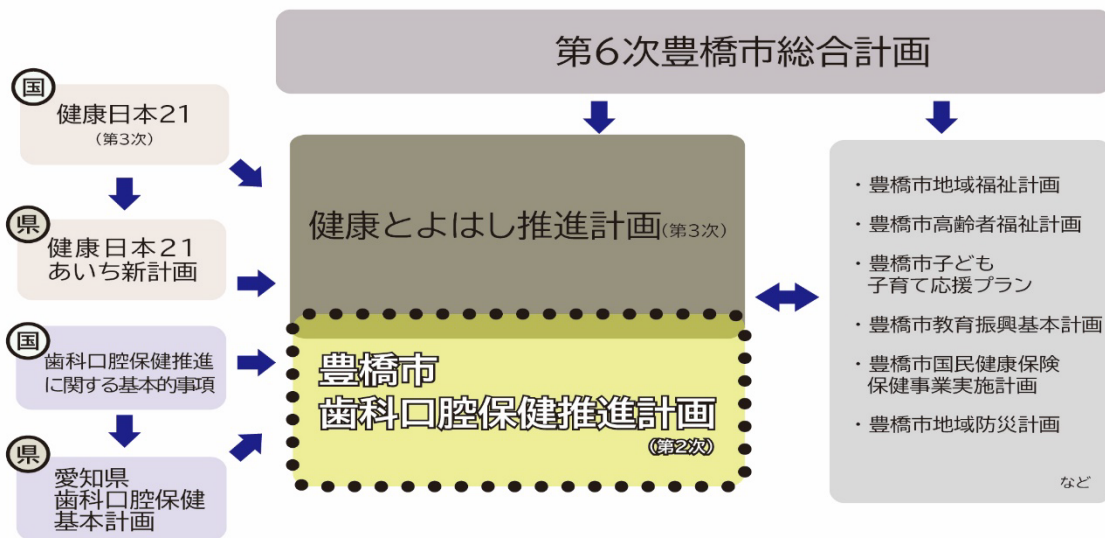 第6次豊橋市総合計画
国
健康日本21
(第3次)
県
健康日本21
あいち新計画
国
歯科口腔保健推進
に関する基本的事項
県
愛知県
歯科口腔保健
基本計画
健康とよはし推進計画(第3次)
豊橋市
歯科口腔保健推進計画
(第2次)
・豊橋市地域福祉計画
・豊橋市高齢者福祉計画
・豊橋市子ども
子育て応援プラン
・豊橋市教育振興基本計画
・豊橋市国民健康保険
保健事業実施計画
・豊橋市地域防災計画
など